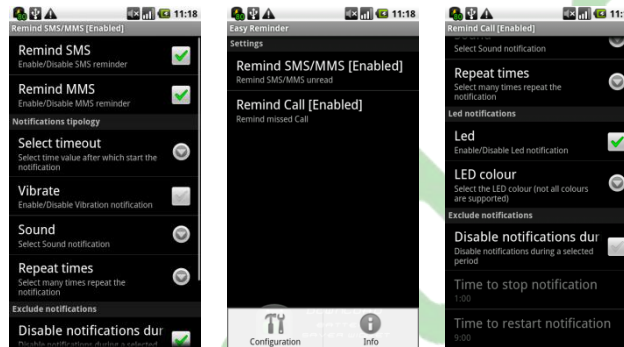 11:18
Remind SMS/MMS [Enabled]
Remind SMS
Enable/Disable SMS reminder
Remind MMS
Enable/Disable MMS reminder
Notifications tipology
Select timeout
Select time value after which start the
notification
Vibrate
Enable/Disable Vibration notification
Sound
Select Sound notification
Repeat times
Select many times repeat the
notification
Exclude notifications
Disable notifications dur
Disable notifications during a selected
11:18
Easy Reminder
Settings
Remind SMS/MMS [Enabled]
Remind SMS/MMS unread
Remind Call [Enabled]
Remind missed Call
Configuration
Info
11:
Remind Call [Enabled]
Sound
Select Sound notification
Repeat times
Select many times repeat the
notification
Led notifications
Led
Enable/Disable Led notification
LED colour
Select the LED colour (not all colours
are supported)
Exclude notifications
Disable notifications dur
Disable notifications during a selected
period
Time to stop notification
1:00
Time to restart notification
9:00